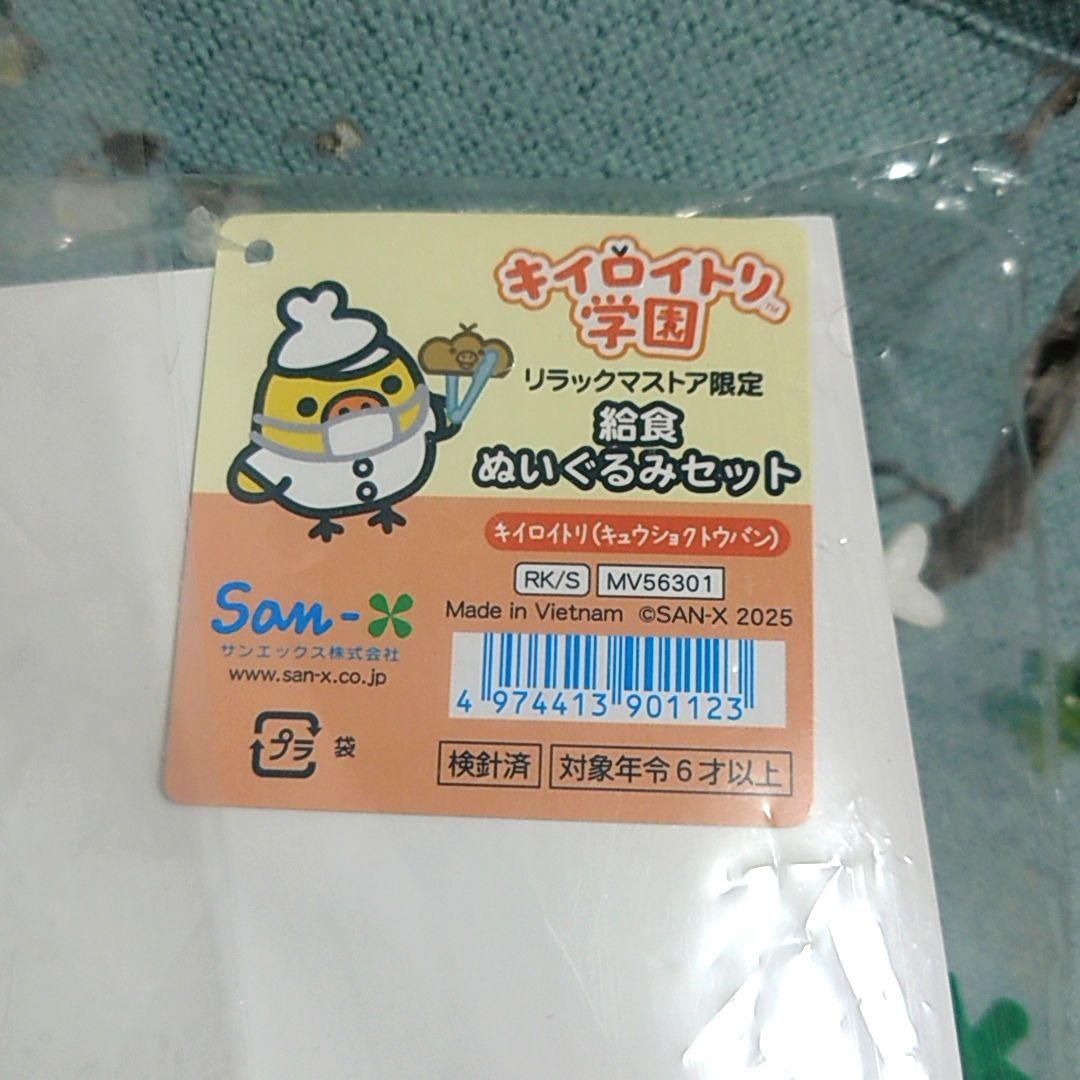 キイロイトリ™
学園
リラックマストア限定
給食
ぬいぐるみセット
キイロイトリ(キュウショクトウバン)
RK/S MV56301
Made in Vietnam ©SAN-X 2025
San-X
サンエックス株式会社
www.san-x.co.jp
4 974413 901123
プラ 袋
検針済 対象年令6才以上